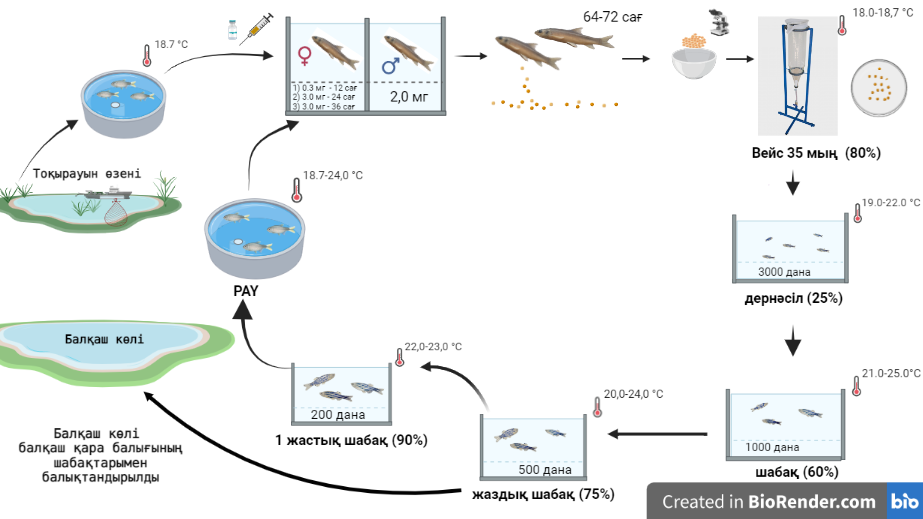 18.7 °C
64-72 сағ
18.0-18,7 °C
1) 0.3 мг - 12 сағ
2) 3.0 мг - 24 сағ
3) 3.0 мг - 36 сағ
2,0 мг
Вейс 35 мың (80%)
Тоқырауын өзені
18.7-24,0 °C
19.0-22.0 °C
3000 дана
дернәсіл (25%)
РАУ
Балқаш көлі
22,0-23,0 °C
21.0-25.0°C
20,0-24,0 °C
200 дана
1 жастық шабақ (90%)
1000 дана
шабақ (60%)
500 дана
жаздық шабақ (75%)
Балқаш көлі
балқаш қара балығының
шабақтарымен
балықтандырылды
Created in BioRender.com bio